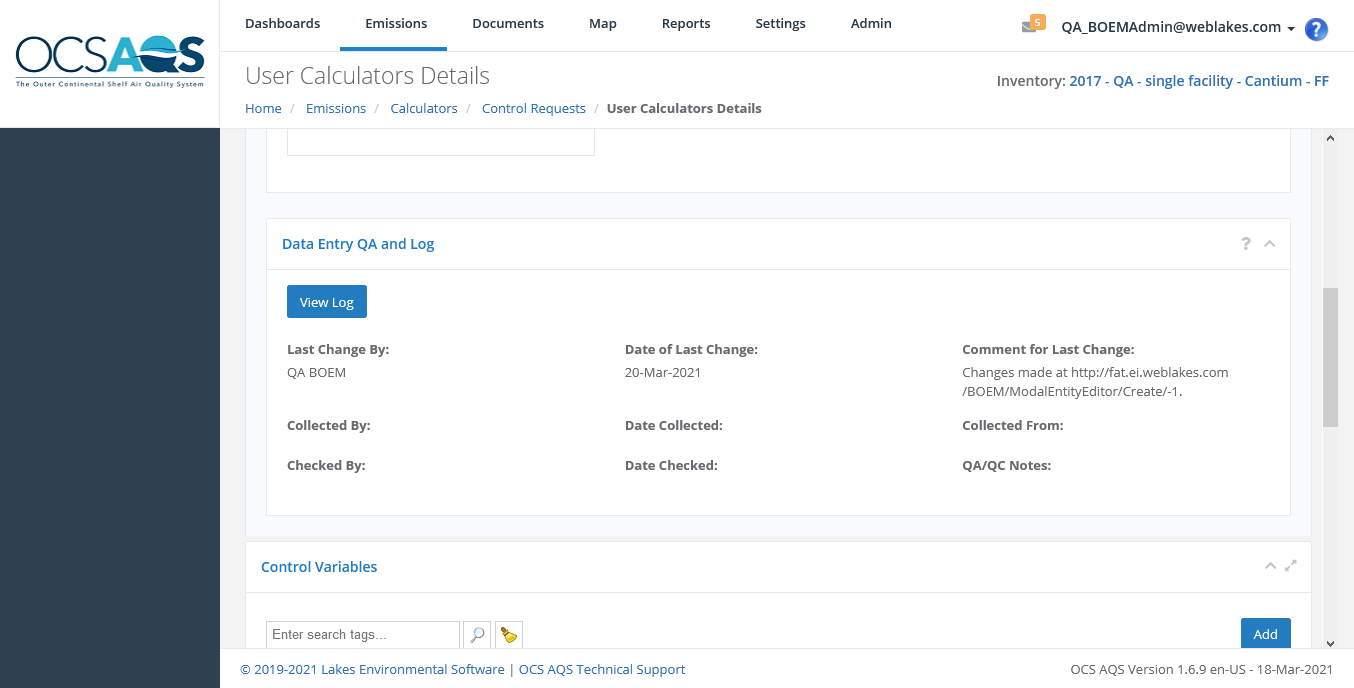 OCSAQS
The Outer Continental Shelf Air Quality System
Dashboards Emissions Documents Map Reports Settings Admin
5
QA_BOEMAdmin@weblakes.com
?
User Calculators Details
Inventory: 2017 - QA - single facility - Cantium - FF
Home / Emissions / Calculators / Control Requests / User Calculators Details
Data Entry QA and Log
?
View Log
Last Change By: Date of Last Change: Comment for Last Change:
QA BOEM 20-Mar-2021 Changes made at http://fat.ei.weblakes.com
/BOEM/ModalEntityEditor/Create/-1.
Collected By: Date Collected: Collected From:
Checked By: Date Checked: QA/QC Notes:
Control Variables
Enter search tags...
Add
© 2019-2021 Lakes Environmental Software | OCS AQS Technical Support
OCS AQS Version 1.6.9 en-US - 18-Mar-2021